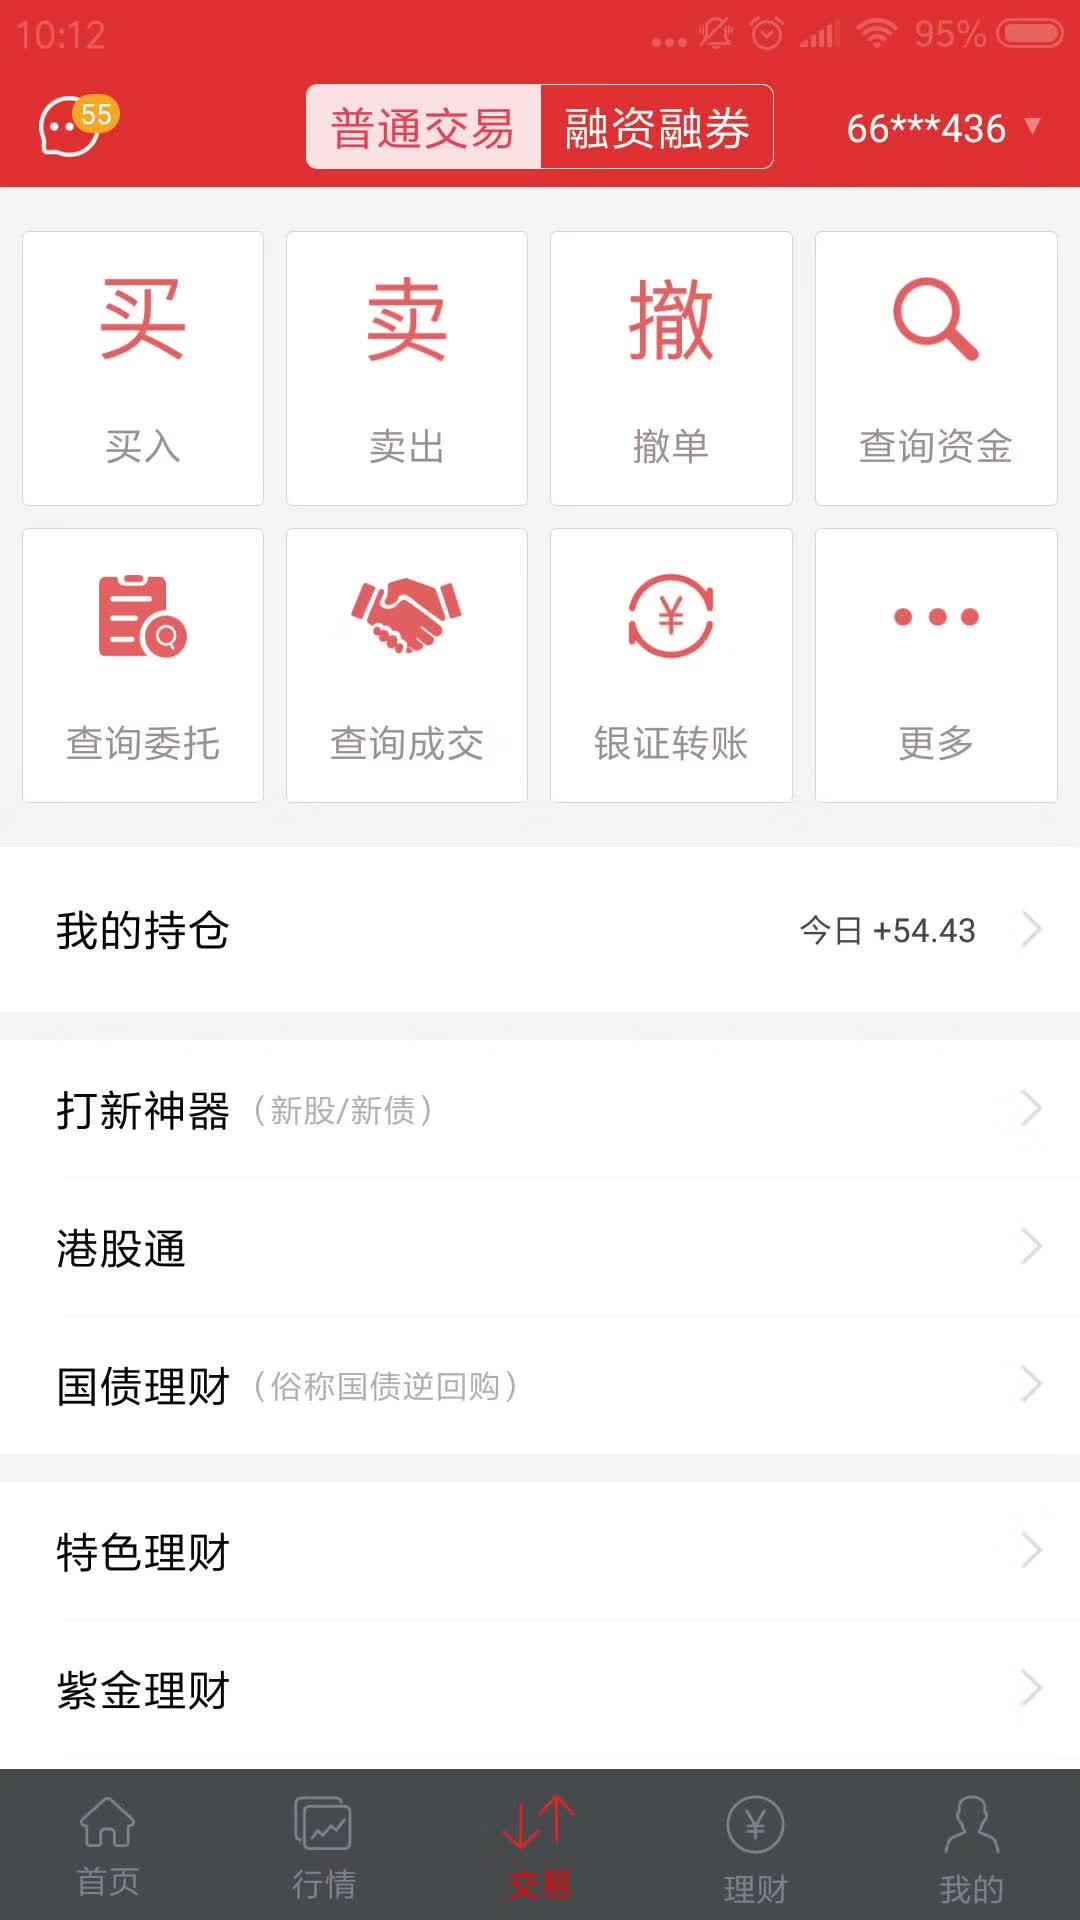 10:12 95%
55 普通交易 融资融券 66***436
买 卖 撤
买入 卖出 撤单 查询资金
¥
查询委托 查询成交 银证转账 更多
我的持仓 今日 +54.43
打新神器（新股/新债）
港股通
国债理财（俗称国债逆回购）
特色理财
紫金理财
¥
首页 行情 交易 理财 我的